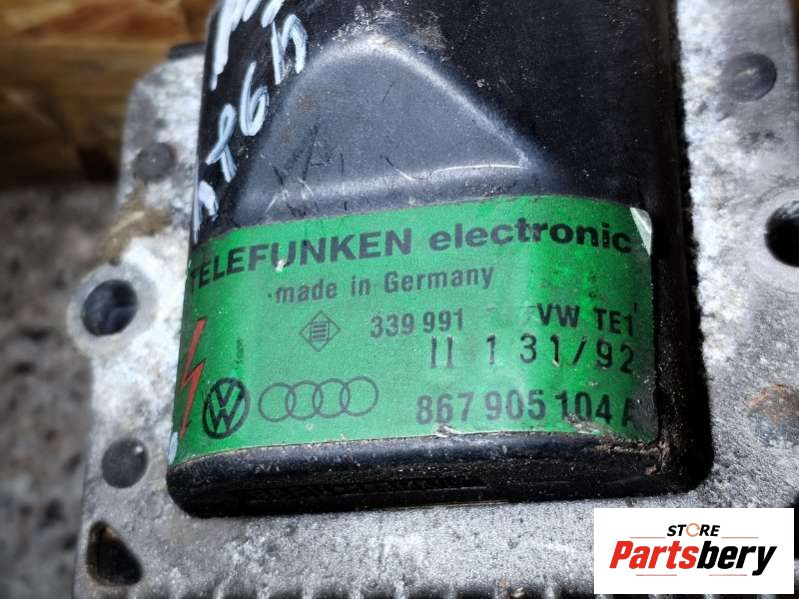 TELEFUNKEN electronic
made in Germany
339 991 VW TE1
II 1 31/92
867 905 104 A
STORE
Partsbery